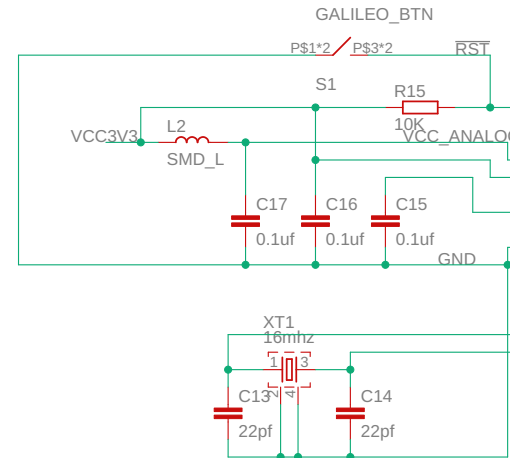 GALILEO_BTN
P$1*2 P$3*2 RST
S1
R15
10K
VCC3V3 L2 VCC_ANALOG
SMD_L
C17 C16 C15
0.1uf 0.1uf 0.1uf
GND
XT1
16mhz
1 3
2 4
C13 C14
22pf 22pf